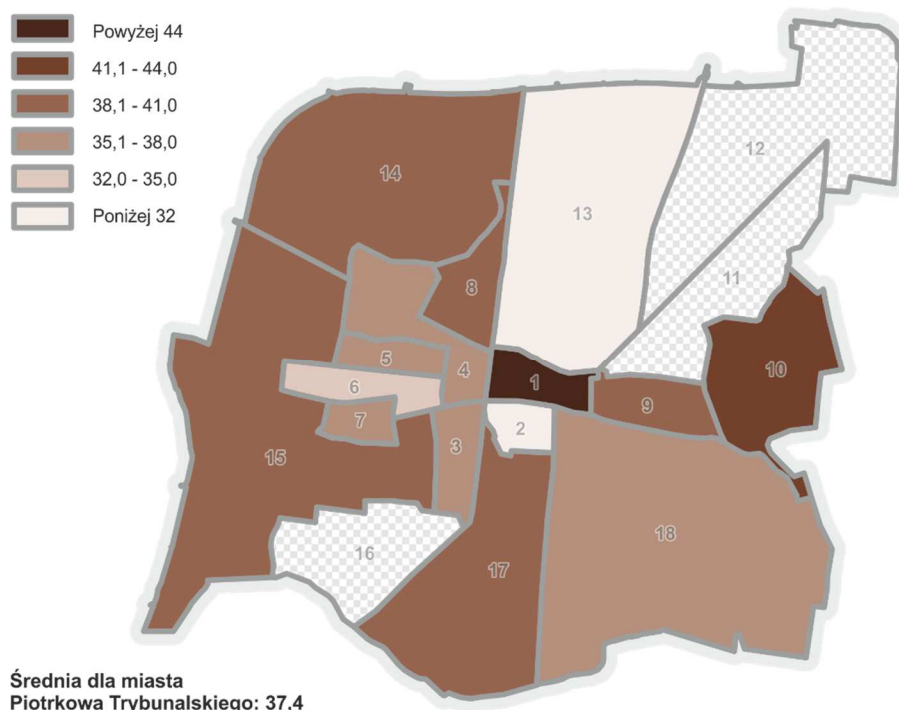 Powyżej 44
41,1 - 44,0
38,1 - 41,0
35,1 - 38,0
32,0 - 35,0
Poniżej 32
12
14
13
11
8
10
5
4
1
6
9
7
2
3
15
18
16
17
Średnia dla miasta
Piotrkowa Trybunalskiego: 37,4